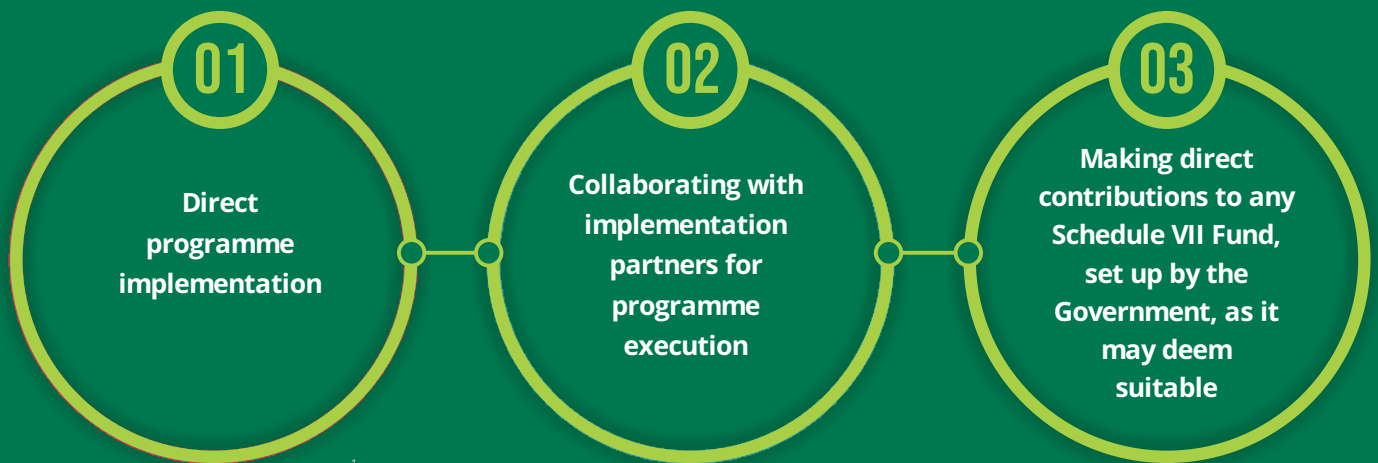 01
Direct
programme
implementation
02
Collaborating with
implementation
partners for
programme
execution
03
Making direct
contributions to any
Schedule VII Fund,
set up by the
Government, as it
may deem
suitable